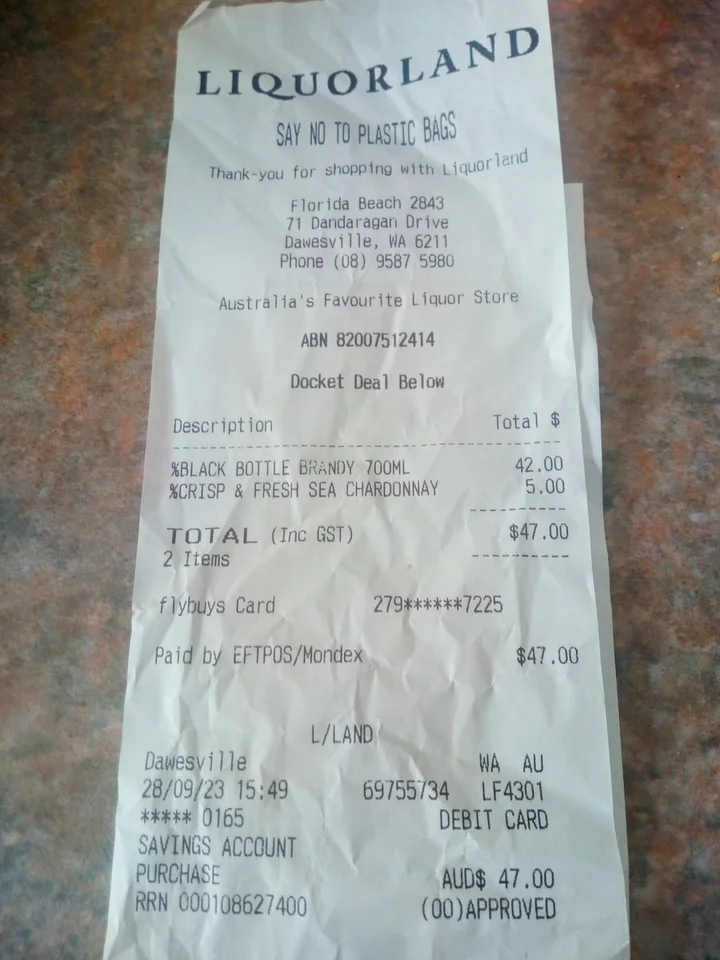 LIQUORLAND
SAY NO TO PLASTIC BAGS
Thank-you for shopping with Liquorland
Florida Beach 2843
71 Dandaragan Drive
Dawesville, WA 6211
Phone (08) 9587 5980
Australia's Favourite Liquor Store
ABN 82007512414
Docket Deal Below
Description Total $
%BLACK BOTTLE BRANDY 700ML 42.00
%CRISP & FRESH SEA CHARDONNAY 5.00
TOTAL (Inc GST) $47.00
2 Items
flybuys Card 279******7225
Paid by EFTPOS/Mondex $47.00
L/LAND
Dawesville WA AU
28/09/23 15:49 69755734 LF4301
***** 0165 DEBIT CARD
SAVINGS ACCOUNT
PURCHASE AUD$ 47.00
RRN 000108627400 (00)APPROVED